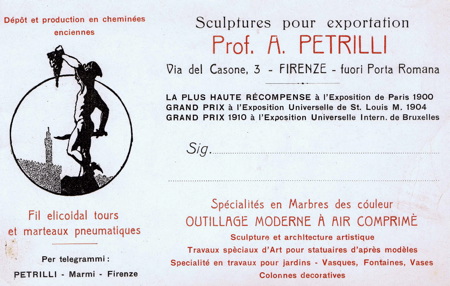 Dépôt et production en cheminées
enciennes
Sculptures pour exportation
Prof. A. PETRILLI
Via del Casone, 3 - FIRENZE - fuori Porta Romana
LA PLUS HAUTE RÉCOMPENSE à l'Exposition de Paris 1900
GRAND PRIX à l'Exposition Universelle de St. Louis M. 1904
GRAND PRIX 1910 à l'Exposition Universelle Intern. de Bruxelles
Sig.
Fil elicoidal tours
et marteaux pneumatiques
Per telegrammi :
PETRILLI - Marmi - Firenze
Spécialités en Marbres des cóuleur
OUTILLAGE MODERNE À AIR COMPRIMÈ
Sculpture et architecture artistique
Travaux spéciaux d'Art pour statuaires d'après modèles
Specialité en travaux pour jardins - Vasques, Fontaines, Vases
Colonnes decoratives